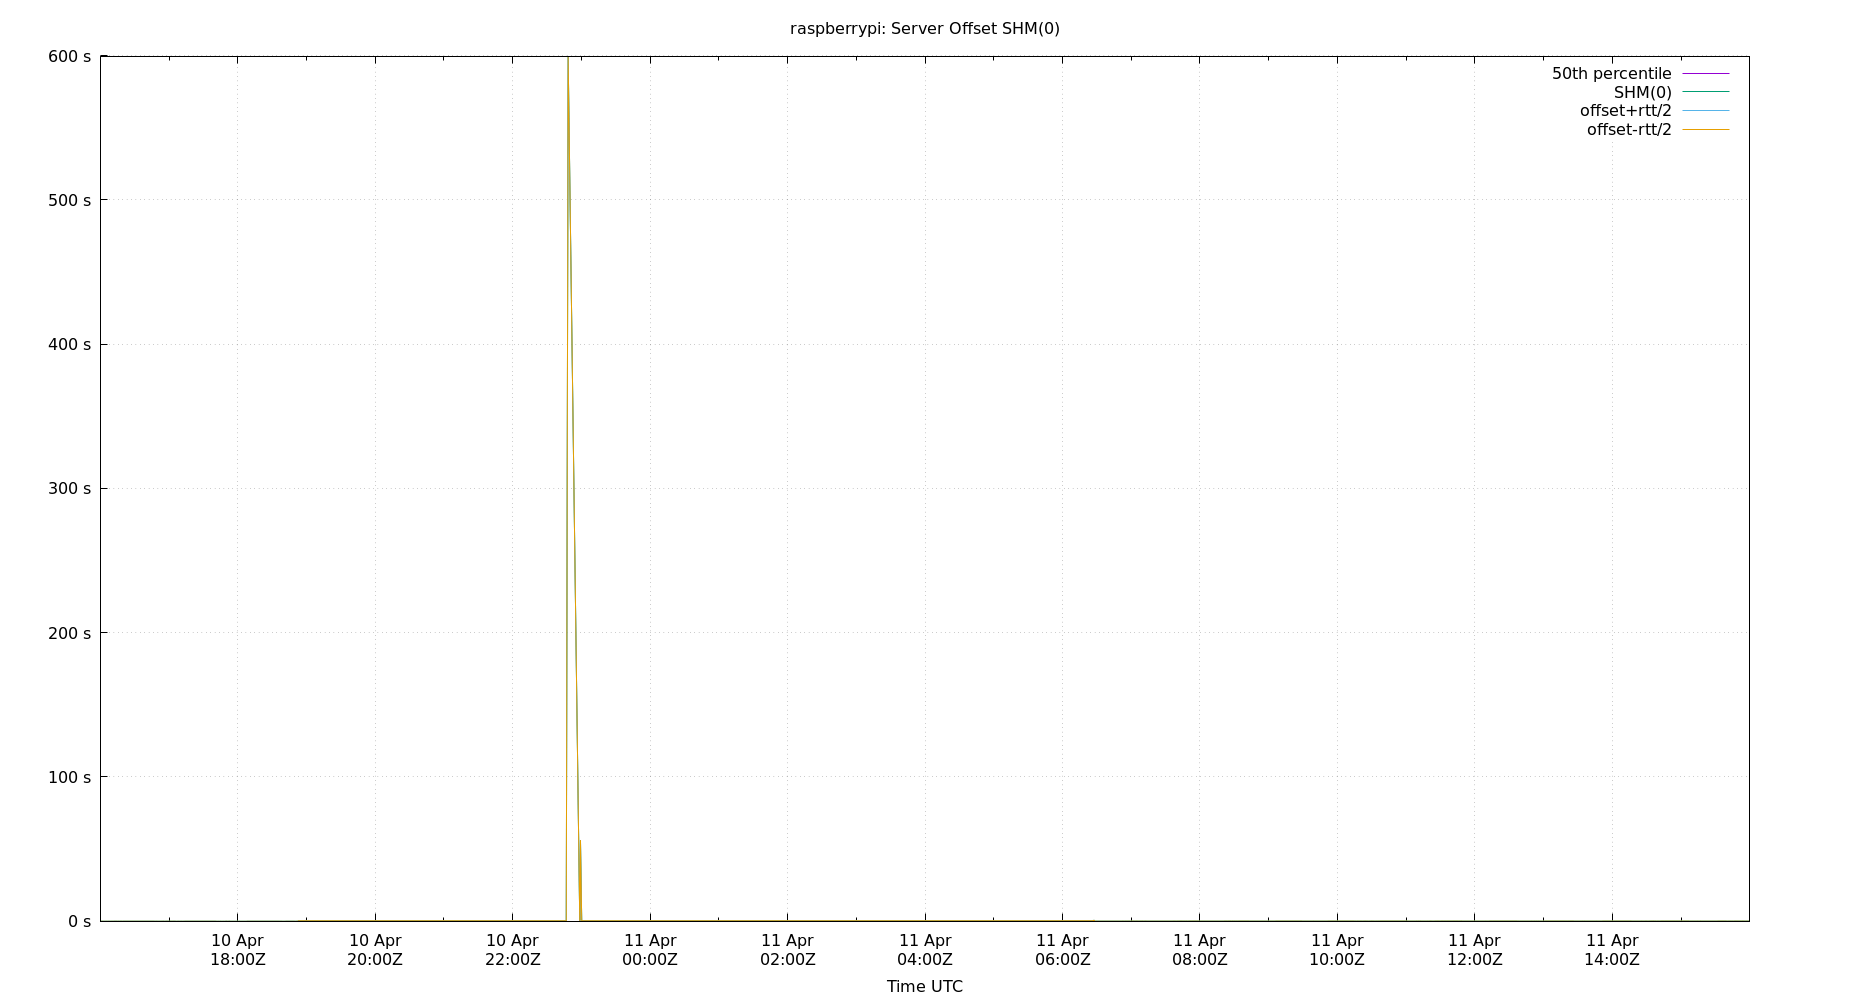 raspberrypi: Server Offset SHM(0)
600 s
500 s
400 s
300 s
200 s
100 s
0 s
50th percentile
SHM(0)
offset+rtt/2
offset-rtt/2
10 Apr 10 Apr 10 Apr 11 Apr 11 Apr 11 Apr 11 Apr 11 Apr 11 Apr 11 Apr 11 Apr
18:00Z 20:00Z 22:00Z 00:00Z 02:00Z 04:00Z 06:00Z 08:00Z 10:00Z 12:00Z 14:00Z
Time UTC